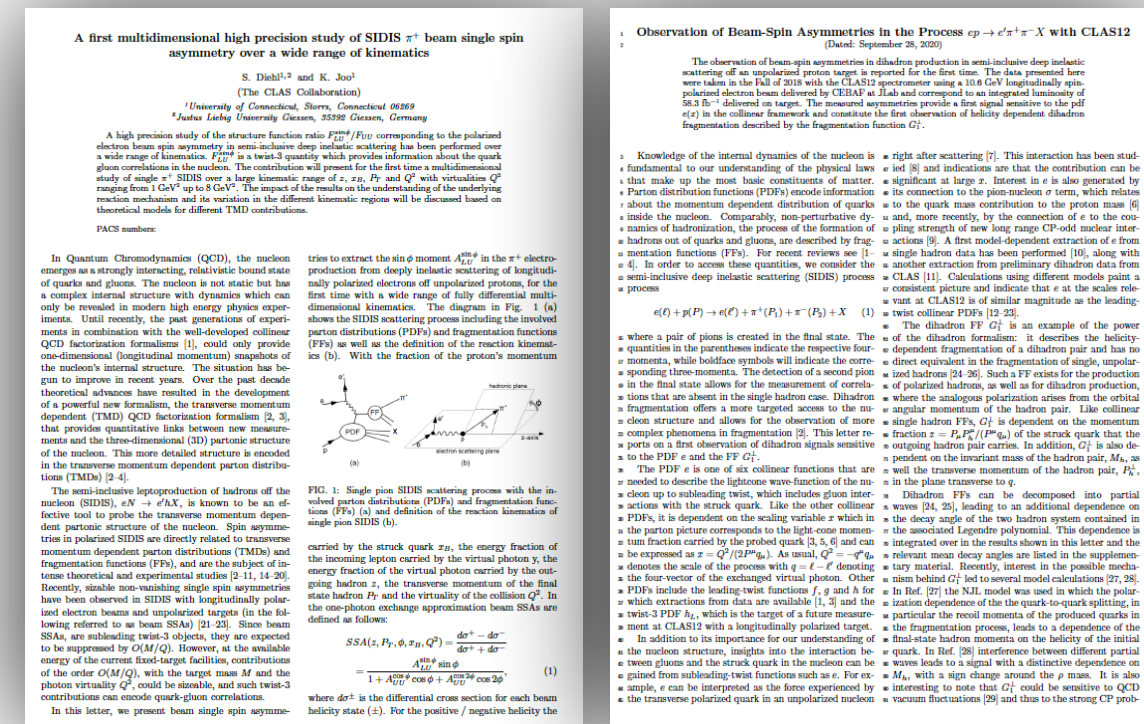 A first multidimensional high precision study of SIDIS π⁺ beam single spin
asymmetry over a wide range of kinematics
S. Diehl¹,² and K. Joo¹
(The CLAS Collaboration)
¹University of Connecticut, Storrs, Connecticut 06269
²Justus Liebig University Giessen, 35392 Giessen, Germany
A high precision study of the structure function ratio F_{LU}^{sinϕ}/F_{UU} corresponding to the polarized
electron beam spin asymmetry in semi-inclusive deep inelastic scattering has been performed over
a wide range of kinematics. F_{LU}^{sinϕ} is a twist-3 quantity which provides information about the quark
gluon correlations in the nucleon. The contribution will present for the first time a multidimensional
study of single π⁺ SIDIS over a large kinematic range of z, x_B, P_T and Q² with virtualities Q²
ranging from 1 GeV² up to 8 GeV². The impact of the results on the understanding of the underlying
reaction mechanism and its variation in the different kinematic regions will be discussed based on
theoretical models for different TMD contributions.
PACS numbers:
In Quantum Chromodynamics (QCD), the nucleon
emerges as a strongly interacting, relativistic bound state
of quarks and gluons. The nucleon is not static but has
a complex internal structure with dynamics which can
only be revealed in modern high energy physics exper-
iments. Until recently, the past generations of experi-
ments in combination with the well-developed collinear
QCD factorization formalisms [1], could only provide
one-dimensional (longitudinal momentum) snapshots of
the nucleon's internal structure. The situation has be-
gun to improve in recent years. Over the past decade
theoretical advances have resulted in the development
of a powerful new formalism, the transverse momentum
dependent (TMD) QCD factorization formalism [2, 3],
that provides quantitative links between new measure-
ments and the three-dimensional (3D) partonic structure
of the nucleon. This more detailed structure is encoded
in the transverse momentum dependent parton distribu-
tions (TMDs) [2–4].
The semi-inclusive leptoproduction of hadrons off the
nucleon (SIDIS), eN → e′hX, is known to be an ef-
fective tool to probe the transverse momentum depen-
dent partonic structure of the nucleon. Spin asymme-
tries in polarized SIDIS are directly related to transverse
momentum dependent parton distributions (TMDs) and
fragmentation functions (FFs), and are the subject of in-
tense theoretical and experimental studies [2–11, 14–20].
Recently, sizable non-vanishing single spin asymmetries
have been observed in SIDIS with longitudinally polar-
ized electron beams and unpolarized targets (in the fol-
lowing referred to as beam SSAs) [21–23]. Since beam
SSAs, are subleading twist-3 objects, they are expected
to be suppressed by O(M/Q). However, at the available
energy of the current fixed-target facilities, contributions
of the order O(M/Q), with the target mass M and the
photon virtuality Q², could be sizeable, and such twist-3
contributions can encode quark-gluon correlations.
In this letter, we present beam single spin asymme-
tries to extract the sin ϕ moment A_{LU}^{sinϕ} in the π⁺ electro-
production from deeply inelastic scattering of longitudi-
nally polarized electrons off unpolarized protons, for the
first time with a wide range of fully differential multi-
dimensional kinematics. The diagram in Fig. 1 (a)
shows the SIDIS scattering process including the involved
parton distributions (PDFs) and fragmentation functions
(FFs) as well as the definition of the reaction kinemat-
ics (b). With the fraction of the proton's momentum
e'
e
π⁺
FF
PDF
X
p
(a)
hadronic plane
ϕ
e'
π⁺
P_T
e
p
z-axis
electron scattering plane
(b)
FIG. 1: Single pion SIDIS scattering process with the in-
volved parton distributions (PDFs) and fragmentation func-
tions (FFs) (a) and definition of the reaction kinematics of
single pion SIDIS (b).
carried by the struck quark x_B, the energy fraction of
the incoming lepton carried by the virtual photon y, the
energy fraction of the virtual photon carried by the out-
going hadron z, the transverse momentum of the final
state hadron P_T and the virtuality of the collision Q². In
the one-photon exchange approximation beam SSAs are
defined as follows:
SSA(z, P_T, ϕ, x_B, Q²) = (dσ⁺ − dσ⁻)/(dσ⁺ + dσ⁻)
= A_{LU}^{sinϕ} sin ϕ / (1 + A_{UU}^{cosϕ} cos ϕ + A_{UU}^{cos2ϕ} cos 2ϕ), (1)
where dσ± is the differential cross section for each beam
helicity state (±). For the positive / negative helicity the
1 Observation of Beam-Spin Asymmetries in the Process ep → e′π⁺π⁻X with CLAS12
2 (Dated: September 28, 2020)
The observation of beam-spin asymmetries in dihadron production in semi-inclusive deep inelastic
scattering off an unpolarized proton target is reported for the first time. The data presented here
were taken in the Fall of 2018 with the CLAS12 spectrometer using a 10.6 GeV longitudinally spin-
polarized electron beam delivered by CEBAF at JLab and correspond to an integrated luminosity of
58.3 fb⁻¹ delivered on target. The measured asymmetries provide a first signal sensitive to the pdf
e(x) in the collinear framework and constitute the first observation of helicity dependent dihadron
fragmentation described by the fragmentation function G₁⊥.
Knowledge of the internal dynamics of the nucleon is
fundamental to our understanding of the physical laws
that make up the most basic constituents of matter.
Parton distribution functions (PDFs) encode information
about the momentum dependent distribution of quarks
inside the nucleon. Comparably, non-perturbative dy-
namics of hadronization, the process of the formation of
hadrons out of quarks and gluons, are described by frag-
mentation functions (FFs). For recent reviews see [1–
4]. In order to access these quantities, we consider the
semi-inclusive deep inelastic scattering (SIDIS) process
process
e(ℓ) + p(P) → e(ℓ′) + π⁺(P₁) + π⁻(P₂) + X (1)
where a pair of pions is created in the final state. The
quantities in the parentheses indicate the respective four-
momenta, while boldface symbols will indicate the corre-
sponding three-momenta. The detection of a second pion
in the final state allows for the measurement of correla-
tions that are absent in the single hadron case. Dihadron
fragmentation offers a more targeted access to the nu-
cleon structure and allows for the observation of more
complex phenomena in fragmentation [2]. This letter re-
ports on a first observation of dihadron signals sensitive
to the PDF e and the FF G₁⊥.
The PDF e is one of six collinear functions that are
needed to describe the lightcone wave-function of the nu-
cleon up to subleading twist, which includes gluon inter-
actions with the struck quark. Like the other collinear
PDFs, it is dependent on the scaling variable x which in
the parton picture corresponds to the light-cone momen-
tum fraction carried by the probed quark [3, 5, 6] and can
be expressed as x = Q²/(2P^μq_μ). As usual, Q² = −q^μq_μ
denotes the scale of the process with q = ℓ − ℓ′ denoting
the four-vector of the exchanged virtual photon. Other
PDFs include the leading-twist functions f, g and h for
which extractions from data are available [1, 3] and the
twist-3 PDF h_L, which is the target of a future measure-
ment at CLAS12 with a longitudinally polarized target.
In addition to its importance for our understanding of
the nucleon structure, insights into the interaction be-
tween gluons and the struck quark in the nucleon can be
gained from subleading-twist functions such as e. For ex-
ample, e can be interpreted as the force experienced by
the transverse polarized quark in an unpolarized nucleon
right after scattering [7]. This interaction has been stud-
ied [8] and indications are that the contribution can be
significant at large x. Interest in e is also generated by
its connection to the pion-nucleon σ term, which relates
to the quark mass contribution to the proton mass [6]
and, more recently, by the connection of e to the cou-
pling strength of new long range CP-odd nuclear inter-
actions [9]. A first model-dependent extraction of e from
single hadron data has been performed [10], along with
another extraction from preliminary dihadron data from
CLAS [11]. Calculations using different models paint a
consistent picture and indicate that e at the scales rele-
vant at CLAS12 is of similar magnitude as the leading-
twist collinear PDFs [12–23].
The dihadron FF G₁⊥ is an example of the power
of the dihadron formalism: it describes the helicity-
dependent fragmentation of a dihadron pair and has no
direct equivalent in the fragmentation of single, unpolar-
ized hadrons [24–26]. Such a FF exists for the production
of polarized hadrons, as well as for dihadron production,
where the analogous polarization arises from the orbital
angular momentum of the hadron pair. Like collinear
single hadron FFs, G₁⊥ is dependent on the momentum
fraction z = P_μP_h^μ/(P^μq_μ) of the struck quark that the
outgoing hadron pair carries. In addition, G₁⊥ is also de-
pendent on the invariant mass of the hadron pair, M_h, as
well the transverse momentum of the hadron pair, P_h⊥,
in the plane transverse to q.
Dihadron FFs can be decomposed into partial
waves [24, 25], leading to an additional dependence on
the decay angle of the two hadron system contained in
the associated Legendre polynomial. This dependence is
integrated over in the results shown in this letter and the
relevant mean decay angles are listed in the supplemen-
tary material. Recently, interest in the possible mecha-
nism behind G₁⊥ led to several model calculations [27, 28].
In Ref. [27] the NJL model was used in which the polar-
ization dependence of the the quark-to-quark splitting, in
particular the recoil momenta of the produced quarks in
the fragmentation process, leads to a dependence of the
final-state hadron momenta on the helicity of the initial
quark. In Ref. [28] interference between different partial
waves leads to a signal with a distinctive dependence on
M_h, with a sign change around the ρ mass. It is also
interesting to note that G₁⊥ could be sensitive to QCD
vacuum fluctuations [29] and thus to the strong CP prob-